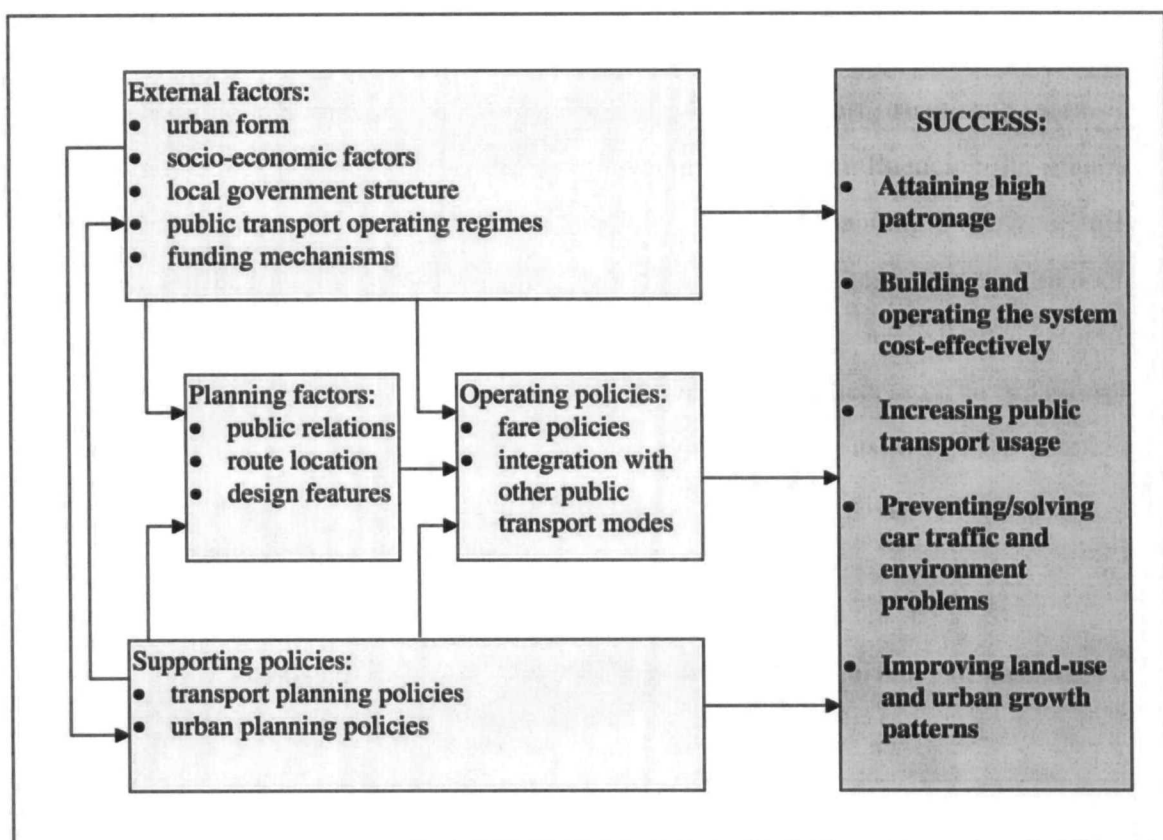 External factors:
• urban form
• socio-economic factors
• local government structure
• public transport operating regimes
• funding mechanisms
Planning factors:
• public relations
• route location
• design features
Operating policies:
• fare policies
• integration with
other public
transport modes
Supporting policies:
• transport planning policies
• urban planning policies
SUCCESS:
• Attaining high
patronage
• Building and
operating the system
cost-effectively
• Increasing public
transport usage
• Preventing/solving
car traffic and
environment
problems
• Improving land-use
and urban growth
patterns